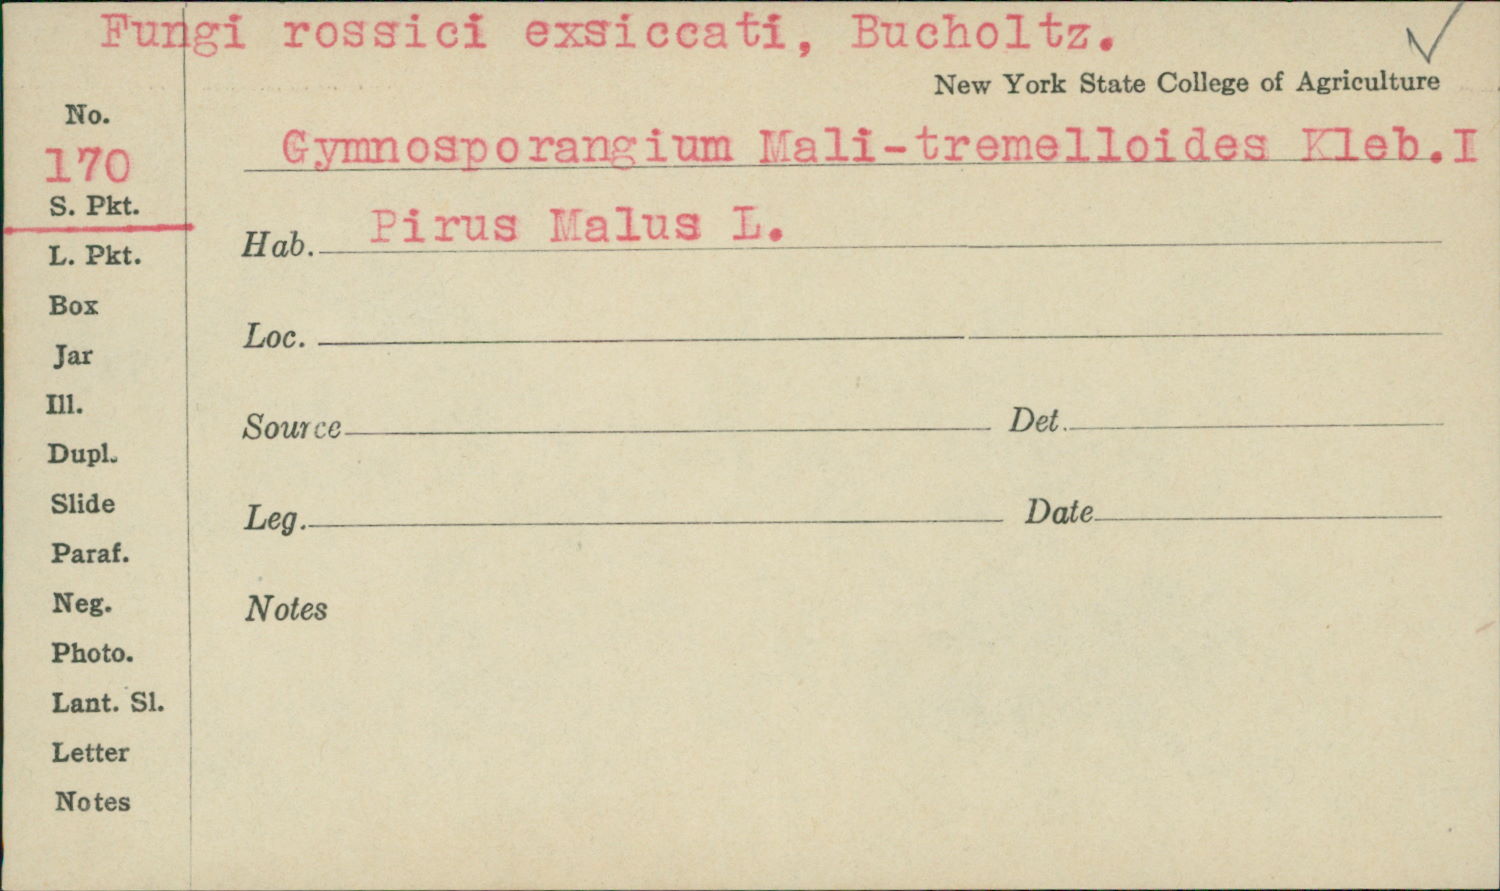 Fungi rossici exsiccati, Bucholtz.
New York State College of Agriculture
No.
170
Gymnosporangium Mali-tremelloides Kleb.I
S. Pkt.
Hab. Pirus Malus L.
L. Pkt.
Box
Loc.
Jar
Ill.
Source Det.
Dupl.
Slide
Leg. Date
Paraf.
Neg.
Notes
Photo.
Lant. Sl.
Letter
Notes